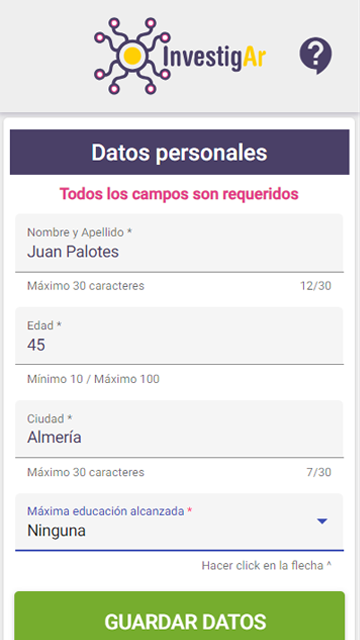 InvestigAr
?
Datos personales
Todos los campos son requeridos
Nombre y Apellido *
Juan Palotes
Máximo 30 caracteres 12/30
Edad *
45
Mínimo 10 / Máximo 100
Ciudad *
Almería
Máximo 30 caracteres 7/30
Máxima educación alcanzada *
Ninguna
Hacer click en la flecha ^
GUARDAR DATOS